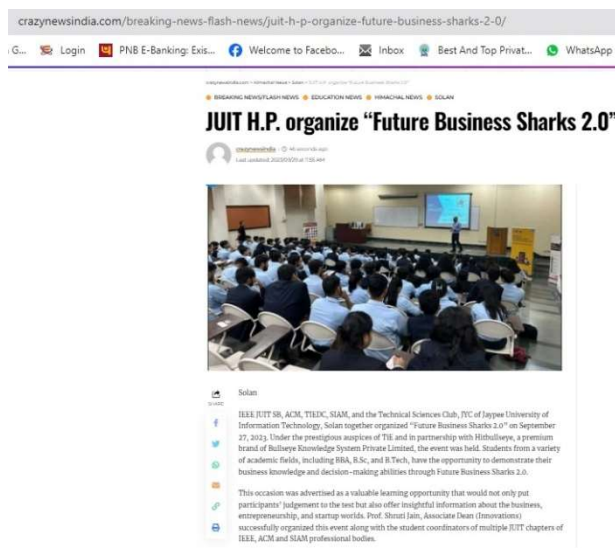 crazynewsindia.com/breaking-news-flash-news/juit-h-p-organize-future-business-sharks-2-0/
G... Login PNB E-Banking: Exis... Welcome to Facebo... Inbox Best And Top Privat... WhatsApp
BREAKING NEWS/FLASH NEWS EDUCATION NEWS HIMACHAL NEWS SOLAN
JUIT H.P. organize “Future Business Sharks 2.0”
crazynewsindia 46 seconds ago
SHARE
Solan
IEEE JUIT SB, ACM, TIEDC, SIAM, and the Technical Sciences Club, JYC of Jaypee University of
Information Technology, Solan together organized “Future Business Sharks 2.0” on September
27, 2023. Under the prestigious auspices of TiE and in partnership with Hitbullseye, a premium
brand of Bullseye Knowledge System Private Limited, the event was held. Students from a variety
of academic fields, including BBA, B.Sc, and B.Tech, have the opportunity to demonstrate their
business knowledge and decision-making abilities through Future Business Sharks 2.0.
This occasion was advertised as a valuable learning opportunity that would not only put
participants' judgement to the test but also offer insightful information about the business,
entrepreneurship, and startup worlds. Prof. Shruti Jain, Associate Dean (Innovations)
successfully organized this event along with the student coordinators of multiple JUIT chapters of
IEEE, ACM and SIAM professional bodies.